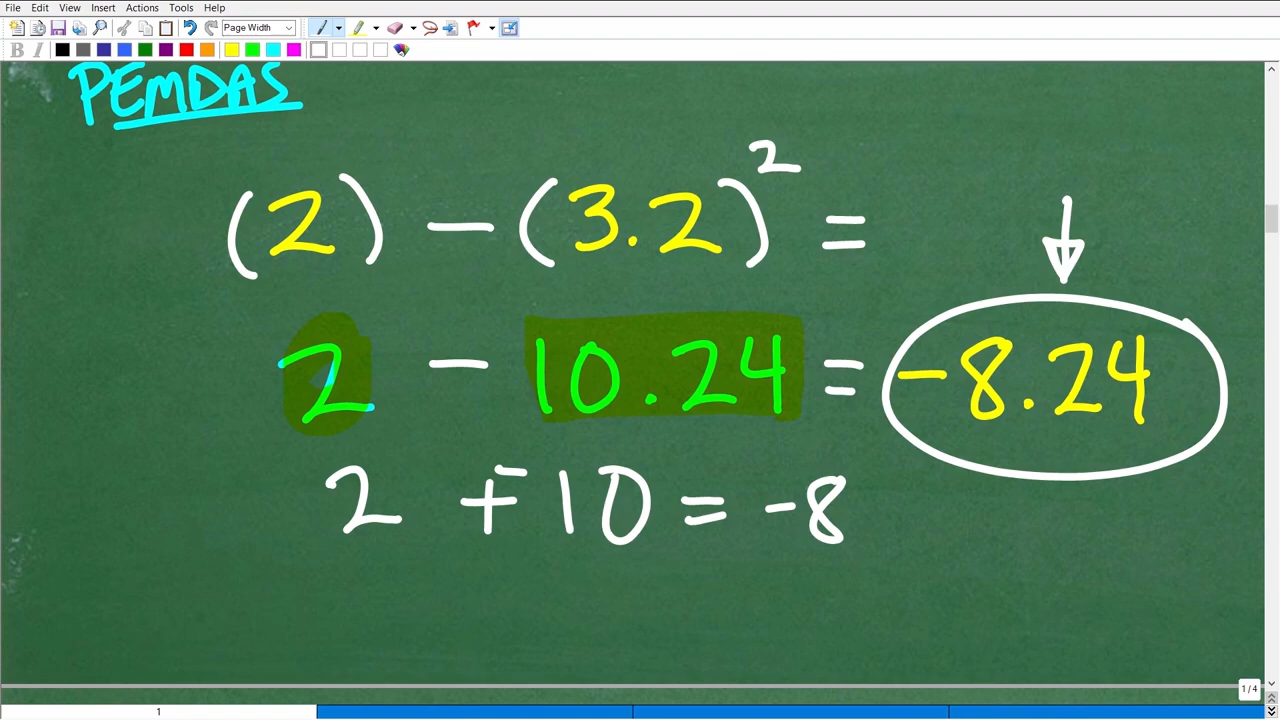 File Edit View Insert Actions Tools Help
Page Width
B I
PEMDAS
(2) - (3.2)² =
2 - 10.24 = -8.24
2 + -10 = -8
1/4
1